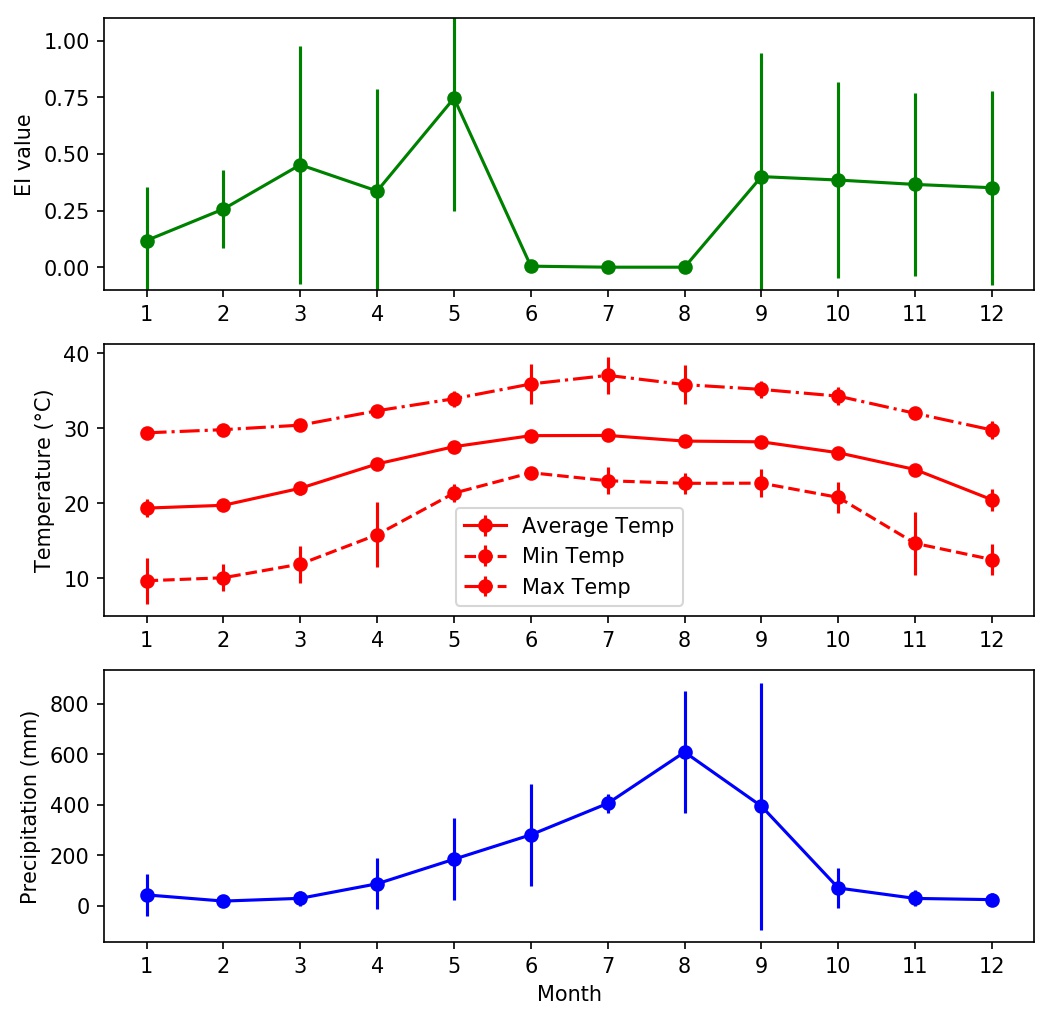 EI value
1.00
0.75
0.50
0.25
0.00
1 2 3 4 5 6 7 8 9 10 11 12
Temperature (°C)
40
30
20
10
Average Temp
Min Temp
Max Temp
1 2 3 4 5 6 7 8 9 10 11 12
Precipitation (mm)
800
600
400
200
0
1 2 3 4 5 6 7 8 9 10 11 12
Month